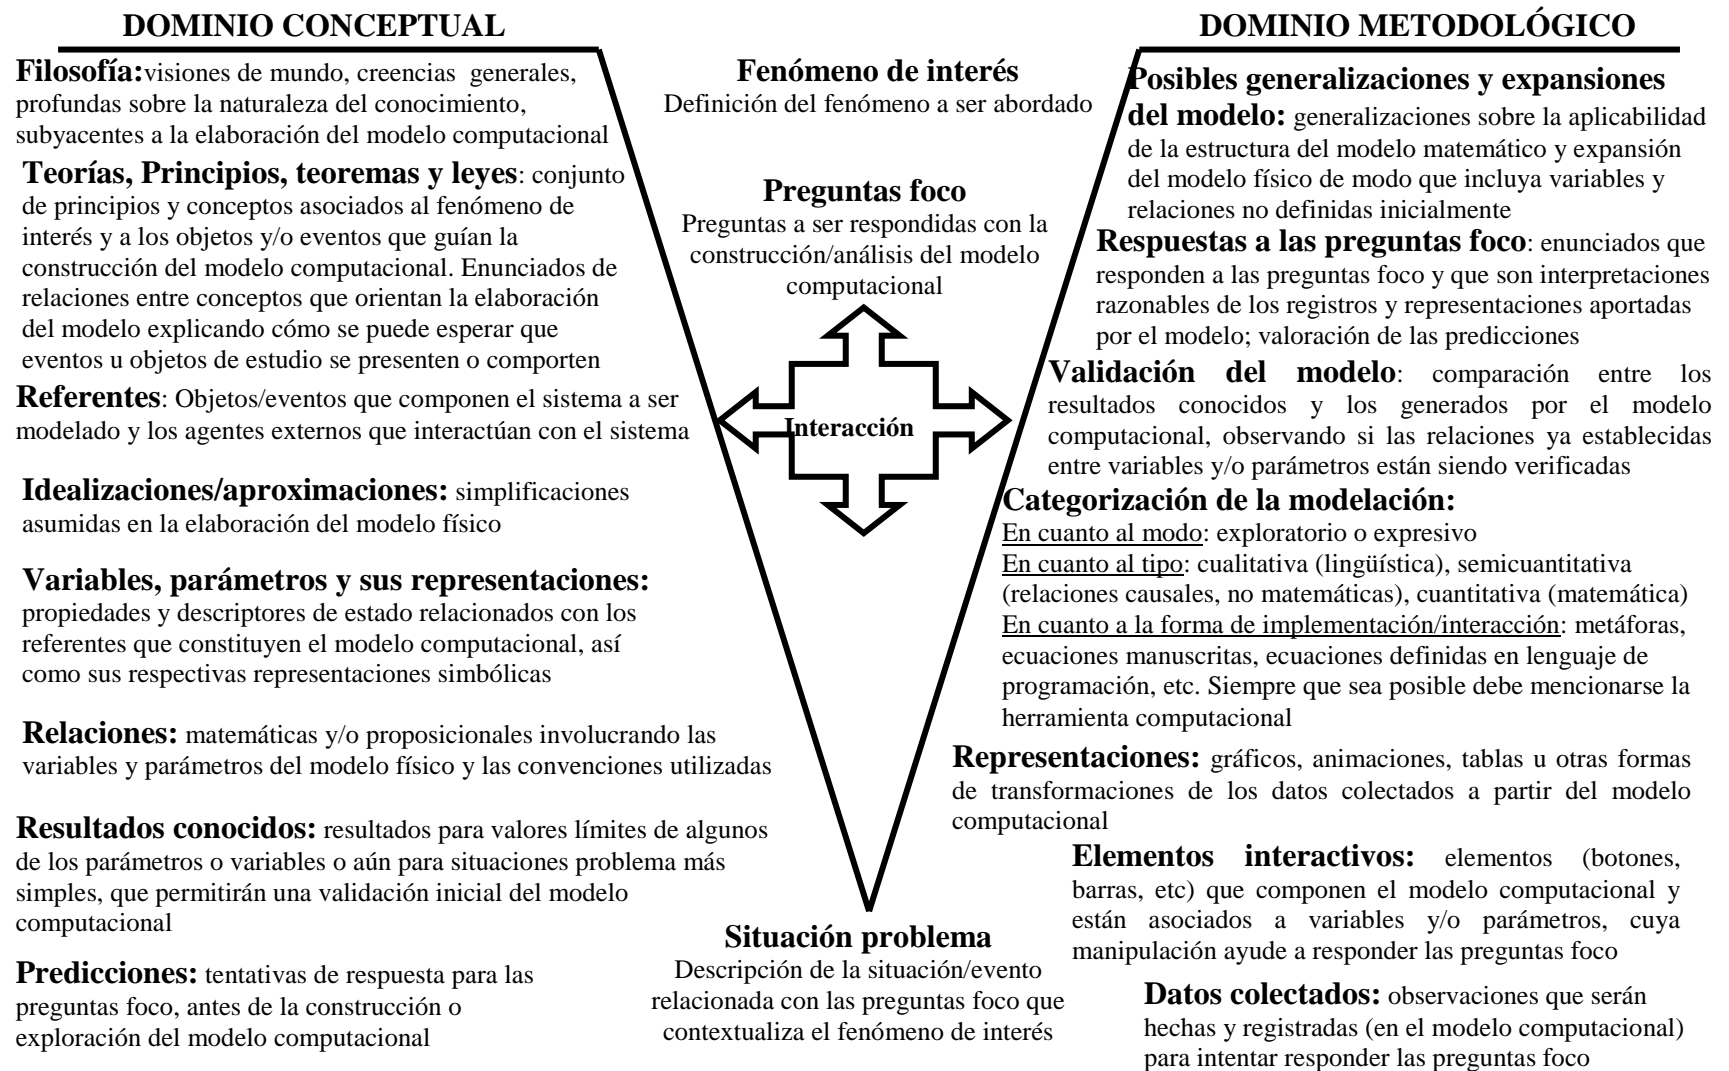 DOMINIO CONCEPTUAL
Filosofía:visiones de mundo, creencias generales,
profundas sobre la naturaleza del conocimiento,
subyacentes a la elaboración del modelo computacional
Teorías, Principios, teoremas y leyes: conjunto
de principios y conceptos asociados al fenómeno de
interés y a los objetos y/o eventos que guían la
construcción del modelo computacional. Enunciados de
relaciones entre conceptos que orientan la elaboración
del modelo explicando cómo se puede esperar que
eventos u objetos de estudio se presenten o comporten
Referentes: Objetos/eventos que componen el sistema a ser
modelado y los agentes externos que interactúan con el sistema
Idealizaciones/aproximaciones: simplificaciones
asumidas en la elaboración del modelo físico
Variables, parámetros y sus representaciones:
propiedades y descriptores de estado relacionados con los
referentes que constituyen el modelo computacional, así
como sus respectivas representaciones simbólicas
Relaciones: matemáticas y/o proposicionales involucrando las
variables y parámetros del modelo físico y las convenciones utilizadas
Resultados conocidos: resultados para valores límites de algunos
de los parámetros o variables o aún para situaciones problema más
simples, que permitirán una validación inicial del modelo
computacional
Predicciones: tentativas de respuesta para las
preguntas foco, antes de la construcción o
exploración del modelo computacional
Fenómeno de interés
Definición del fenómeno a ser abordado
Preguntas foco
Preguntas a ser respondidas con la
construcción/análisis del modelo
computacional
Interacción
Situación problema
Descripción de la situación/evento
relacionada con las preguntas foco que
contextualiza el fenómeno de interés
DOMINIO METODOLÓGICO
Posibles generalizaciones y expansiones
del modelo: generalizaciones sobre la aplicabilidad
de la estructura del modelo matemático y expansión
del modelo físico de modo que incluya variables y
relaciones no definidas inicialmente
Respuestas a las preguntas foco: enunciados que
responden a las preguntas foco y que son interpretaciones
razonables de los registros y representaciones aportadas
por el modelo; valoración de las predicciones
Validación del modelo: comparación entre los
resultados conocidos y los generados por el modelo
computacional, observando si las relaciones ya establecidas
entre variables y/o parámetros están siendo verificadas
Categorización de la modelación:
En cuanto al modo: exploratorio o expresivo
En cuanto al tipo: cualitativa (lingüística), semicuantitativa
(relaciones causales, no matemáticas), cuantitativa (matemática)
En cuanto a la forma de implementación/interacción: metáforas,
ecuaciones manuscritas, ecuaciones definidas en lenguaje de
programación, etc. Siempre que sea posible debe mencionarse la
herramienta computacional
Representaciones: gráficos, animaciones, tablas u otras formas
de transformaciones de los datos colectados a partir del modelo
computacional
Elementos interactivos: elementos (botones,
barras, etc) que componen el modelo computacional y
están asociados a variables y/o parámetros, cuya
manipulación ayude a responder las preguntas foco
Datos colectados: observaciones que serán
hechas y registradas (en el modelo computacional)
para intentar responder las preguntas foco